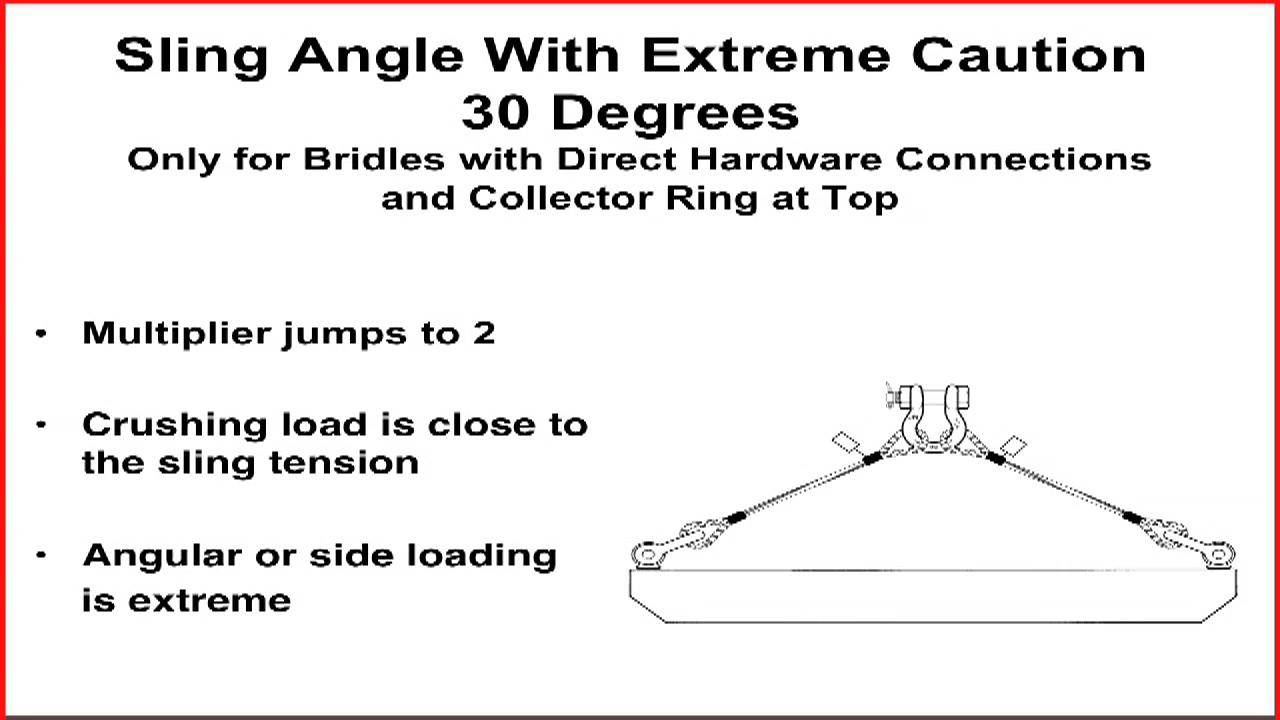 Sling Angle With Extreme Caution
30 Degrees
Only for Bridles with Direct Hardware Connections
and Collector Ring at Top
• Multiplier jumps to 2
• Crushing load is close to
the sling tension
• Angular or side loading
is extreme